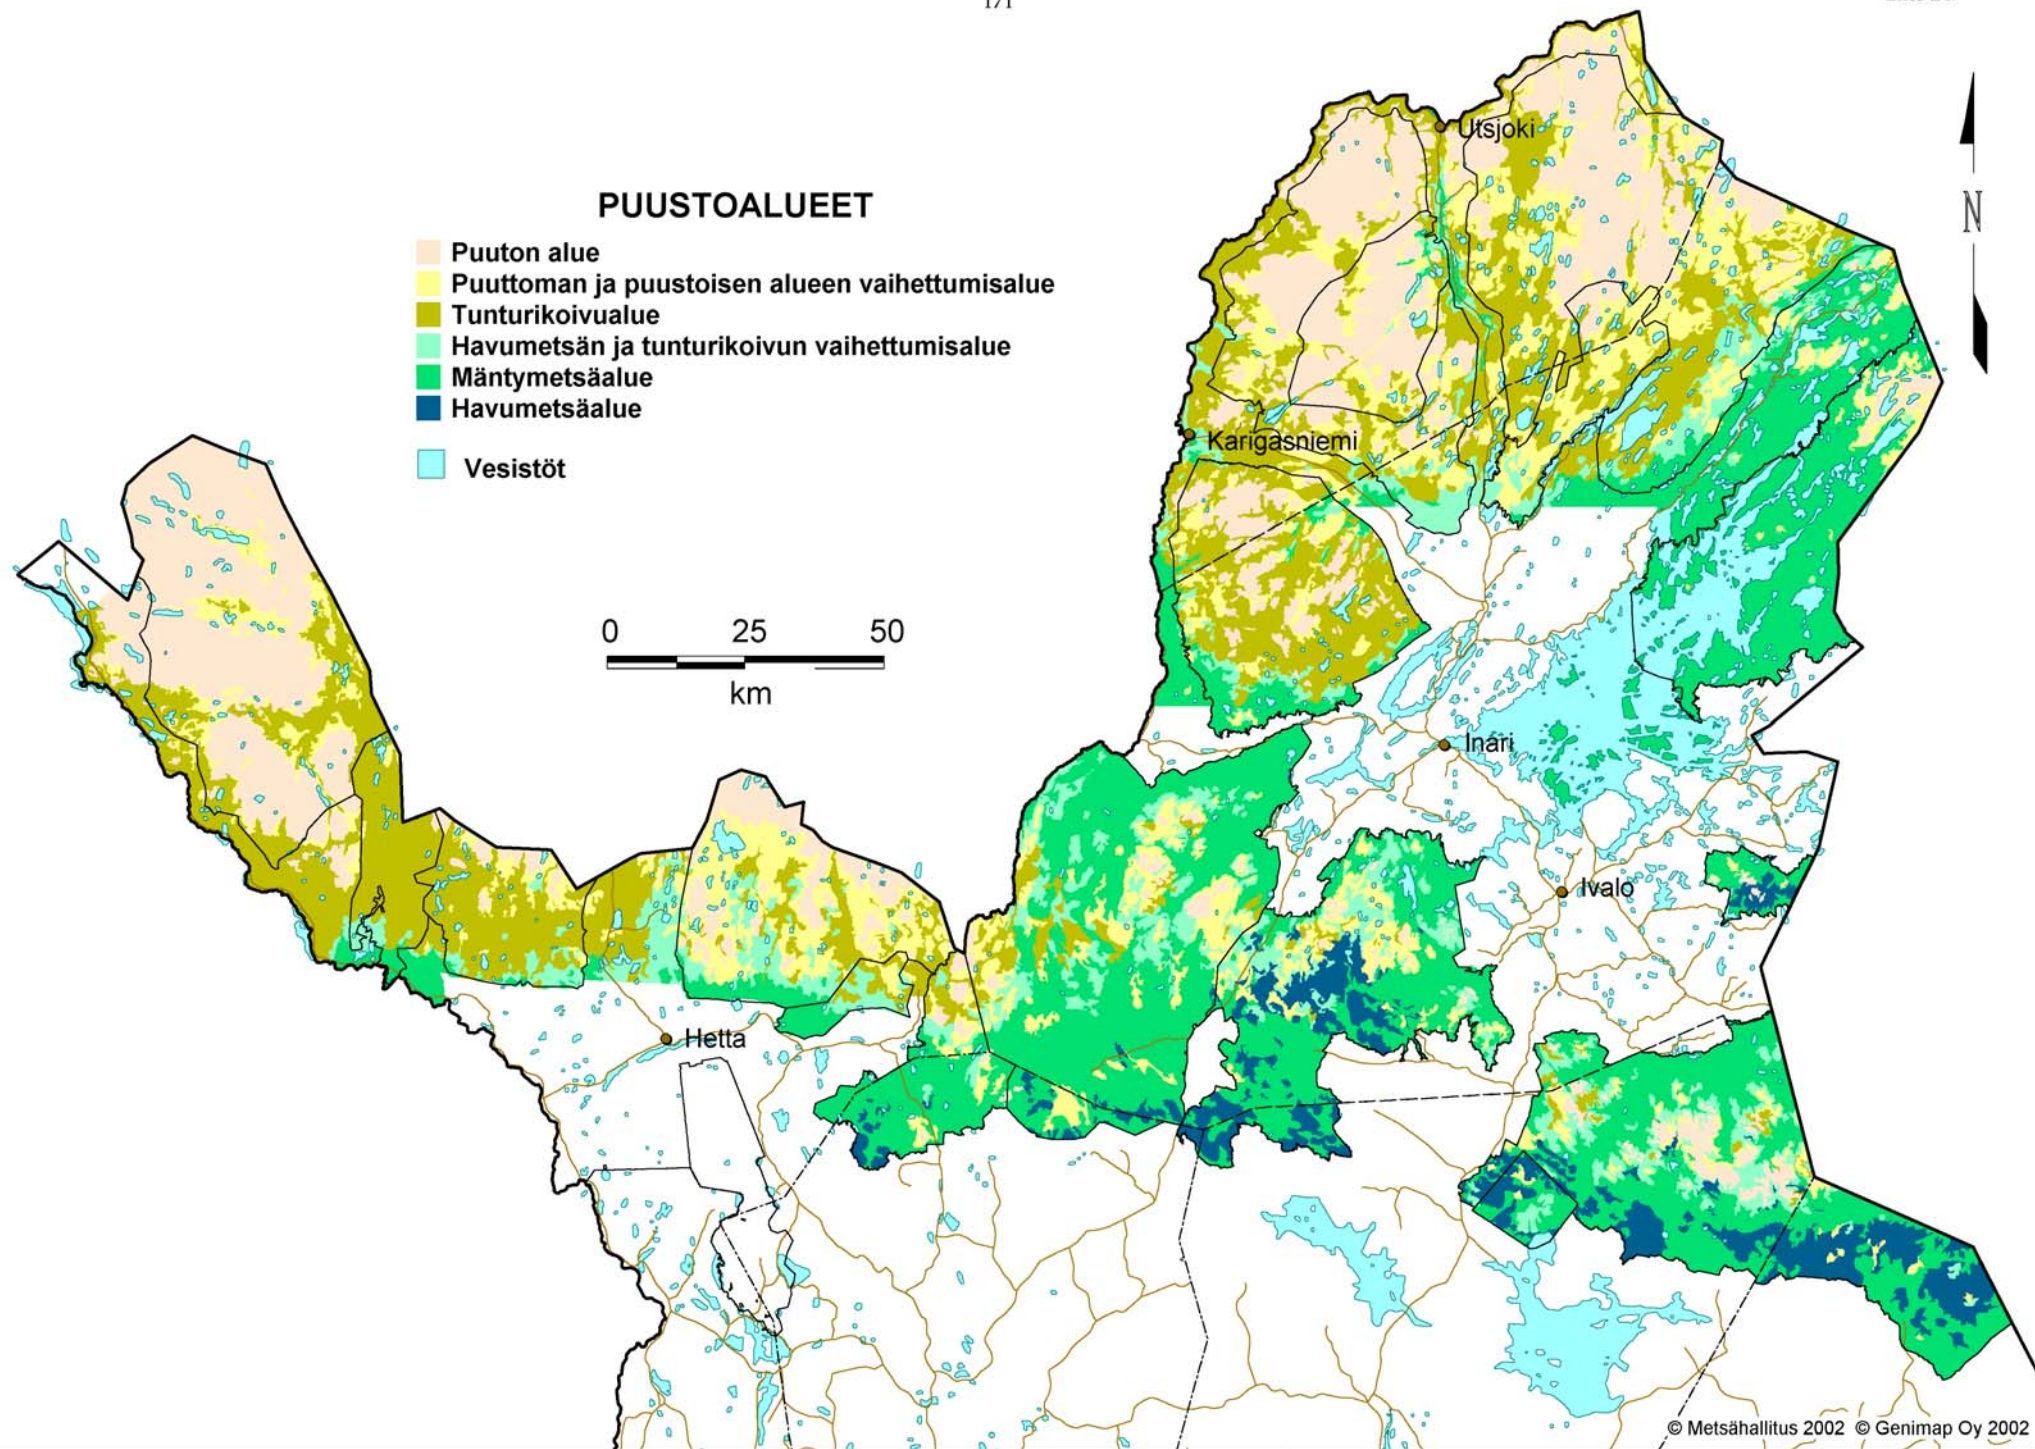 171
PUUSTOALUEET
Puuton alue
Puuttoman ja puustoisen alueen vaihettumisalue
Tunturikoivualue
Havumetsän ja tunturikoivun vaihettumisalue
Mäntymetsäalue
Havumetsäalue
Vesistöt
0 25 50
km
N
Utsjoki
Karigasniemi
Inari
Ivalo
Hetta
© Metsähallitus 2002 © Genimap Oy 2002